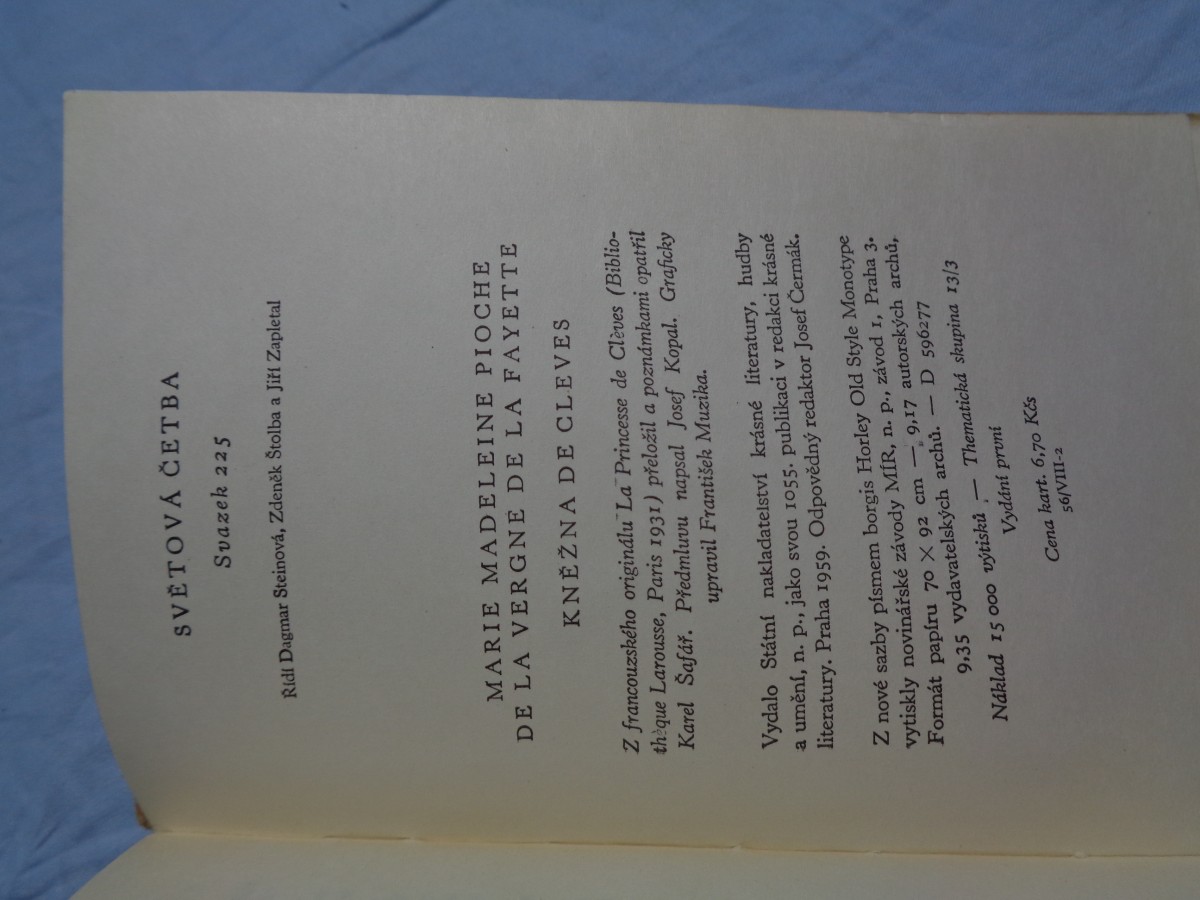 SVĚTOVÁ ČETBA
Svazek 225
Řídí Dagmar Steinová, Zdeněk Štolba a Jiří Zapletal
MARIE MADELEINE PIOCHE
DE LA VERGNE DE LA FAYETTE
KNĚŽNA DE CLEVES
Z francouzského originálu La Princesse de Clèves (Biblio-
thèque Larousse, Paris 1931) přeložil a poznámkami opatřil
Karel Šafář. Předmluvu napsal Josef Kopal. Graficky
upravil František Muzika.
Vydalo Státní nakladatelství krásné literatury, hudby
a umění, n. p., jako svou 1055. publikaci v redakci krásné
literatury. Praha 1959. Odpovědný redaktor Josef Čermák.
Z nové sazby písmem borgis Horley Old Style Monotype
vytiskly novinářské závody MÍR, n. p., závod 1, Praha 3.
Formát papíru 70 × 92 cm — 9,17 autorských archů,
9,35 vydavatelských archů. — D 596277
Náklad 15 000 výtisků — Thematická skupina 13/3
Vydání první
Cena kart. 6,70 Kčs
56/VIII-2